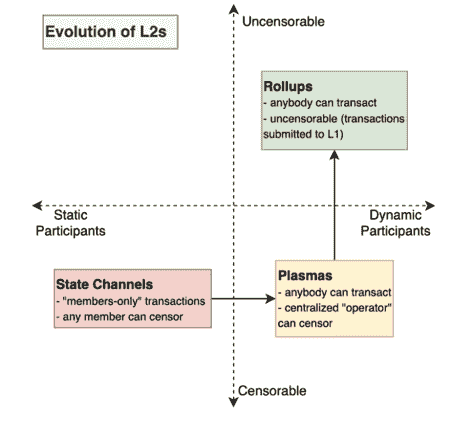 Evolution of L2s
Uncensorable
Rollups
- anybody can transact
- uncensorable (transactions
submitted to L1)
Static
Participants
Dynamic
Participants
State Channels
- "members-only" transactions
- any member can censor
Plasmas
- anybody can transact
- centralized "operator"
can censor
Censorable